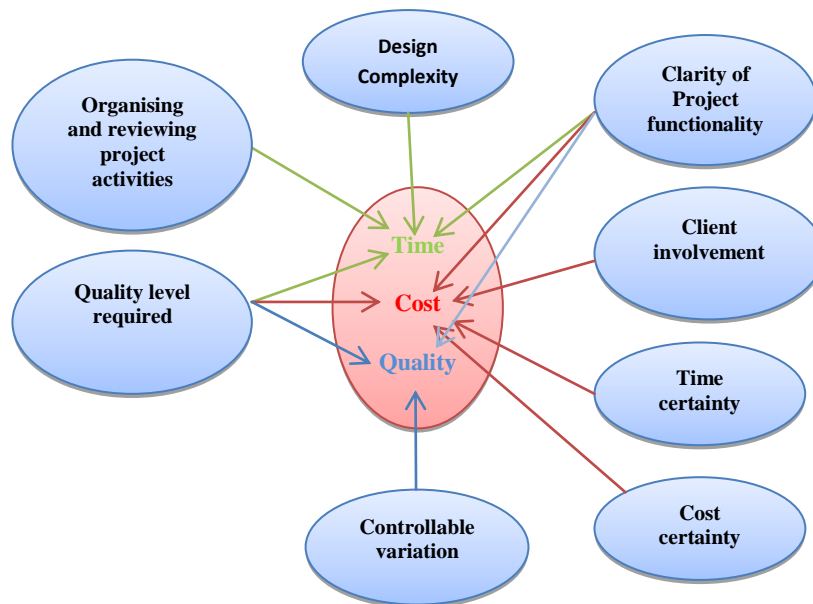 Design
Complexity
Organising
and reviewing
project
activities
Clarity of
Project
functionality
Time
Client
involvement
Quality level
required
Cost
Quality
Time
certainty
Controllable
variation
Cost
certainty